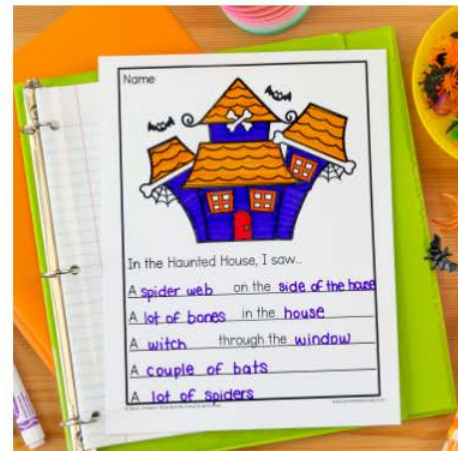 Name
In the Haunted House, I saw...
A spider web on the side of the house
A lot of bones in the house
A witch through the window
A couple of bats
A lot of spiders